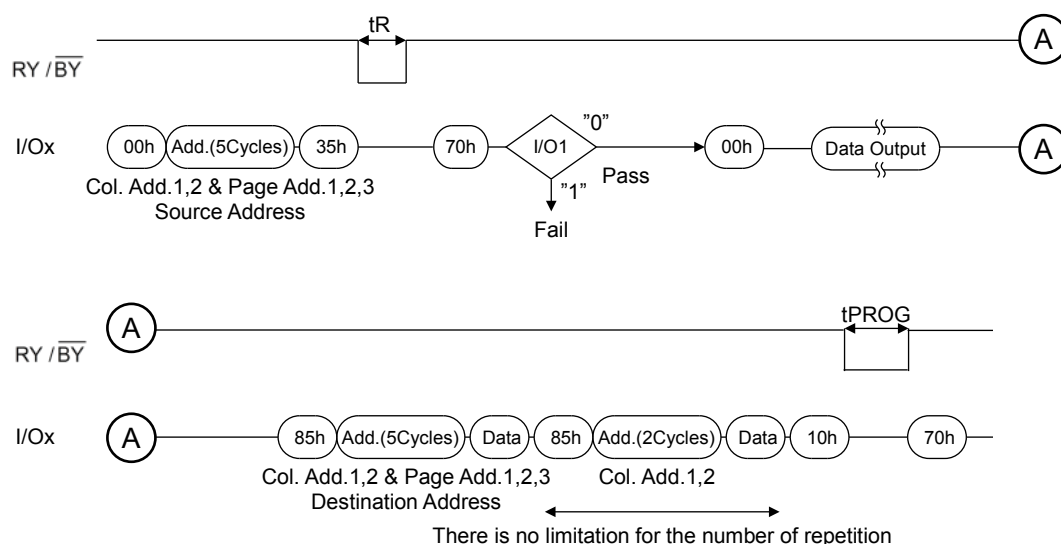 tR
A
RY / BY
I/Ox
00h
Add.(5Cycles)
35h
70h
I/O1
"0"
"1"
Pass
Fail
00h
Data Output
A
Col. Add.1,2 & Page Add.1,2,3
Source Address
A
tPROG
RY / BY
I/Ox
A
85h
Add.(5Cycles)
Data
85h
Add.(2Cycles)
Data
10h
70h
Col. Add.1,2 & Page Add.1,2,3
Destination Address
Col. Add.1,2
There is no limitation for the number of repetition